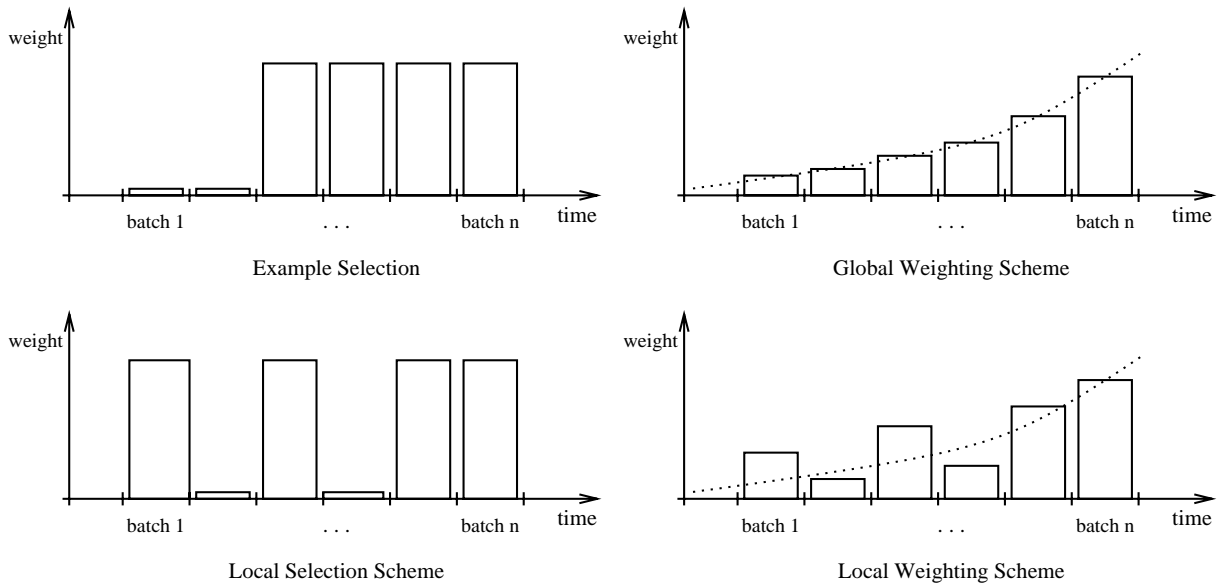 weight
batch 1
. . .
batch n
time
Example Selection
weight
batch 1
. . .
batch n
time
Global Weighting Scheme
weight
batch 1
. . .
batch n
time
Local Selection Scheme
weight
batch 1
. . .
batch n
time
Local Weighting Scheme